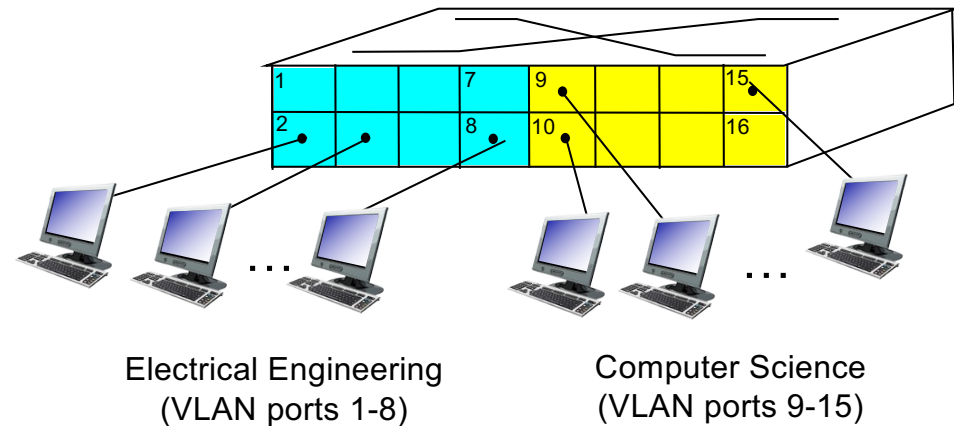 1 7 9 15
2 8 10 16
... ...
Electrical Engineering
(VLAN ports 1-8)
Computer Science
(VLAN ports 9-15)